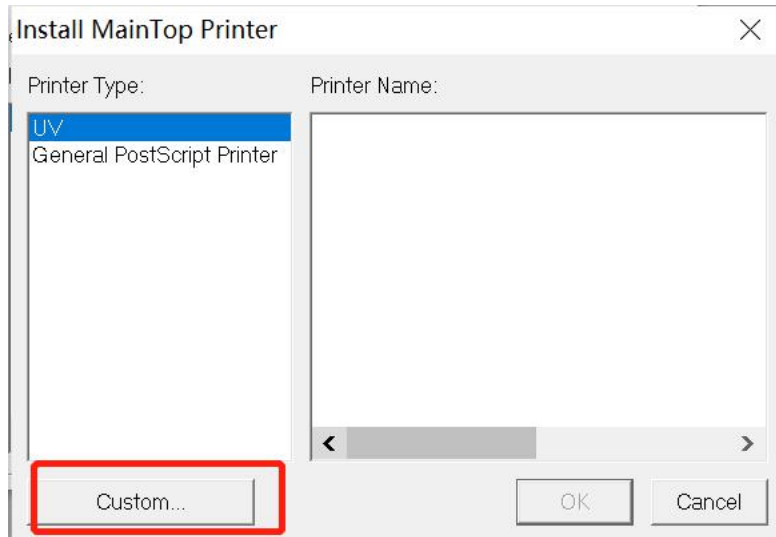 Install MainTop Printer
Printer Type:
Printer Name:
UV
General PostScript Printer
Custom...
OK
Cancel